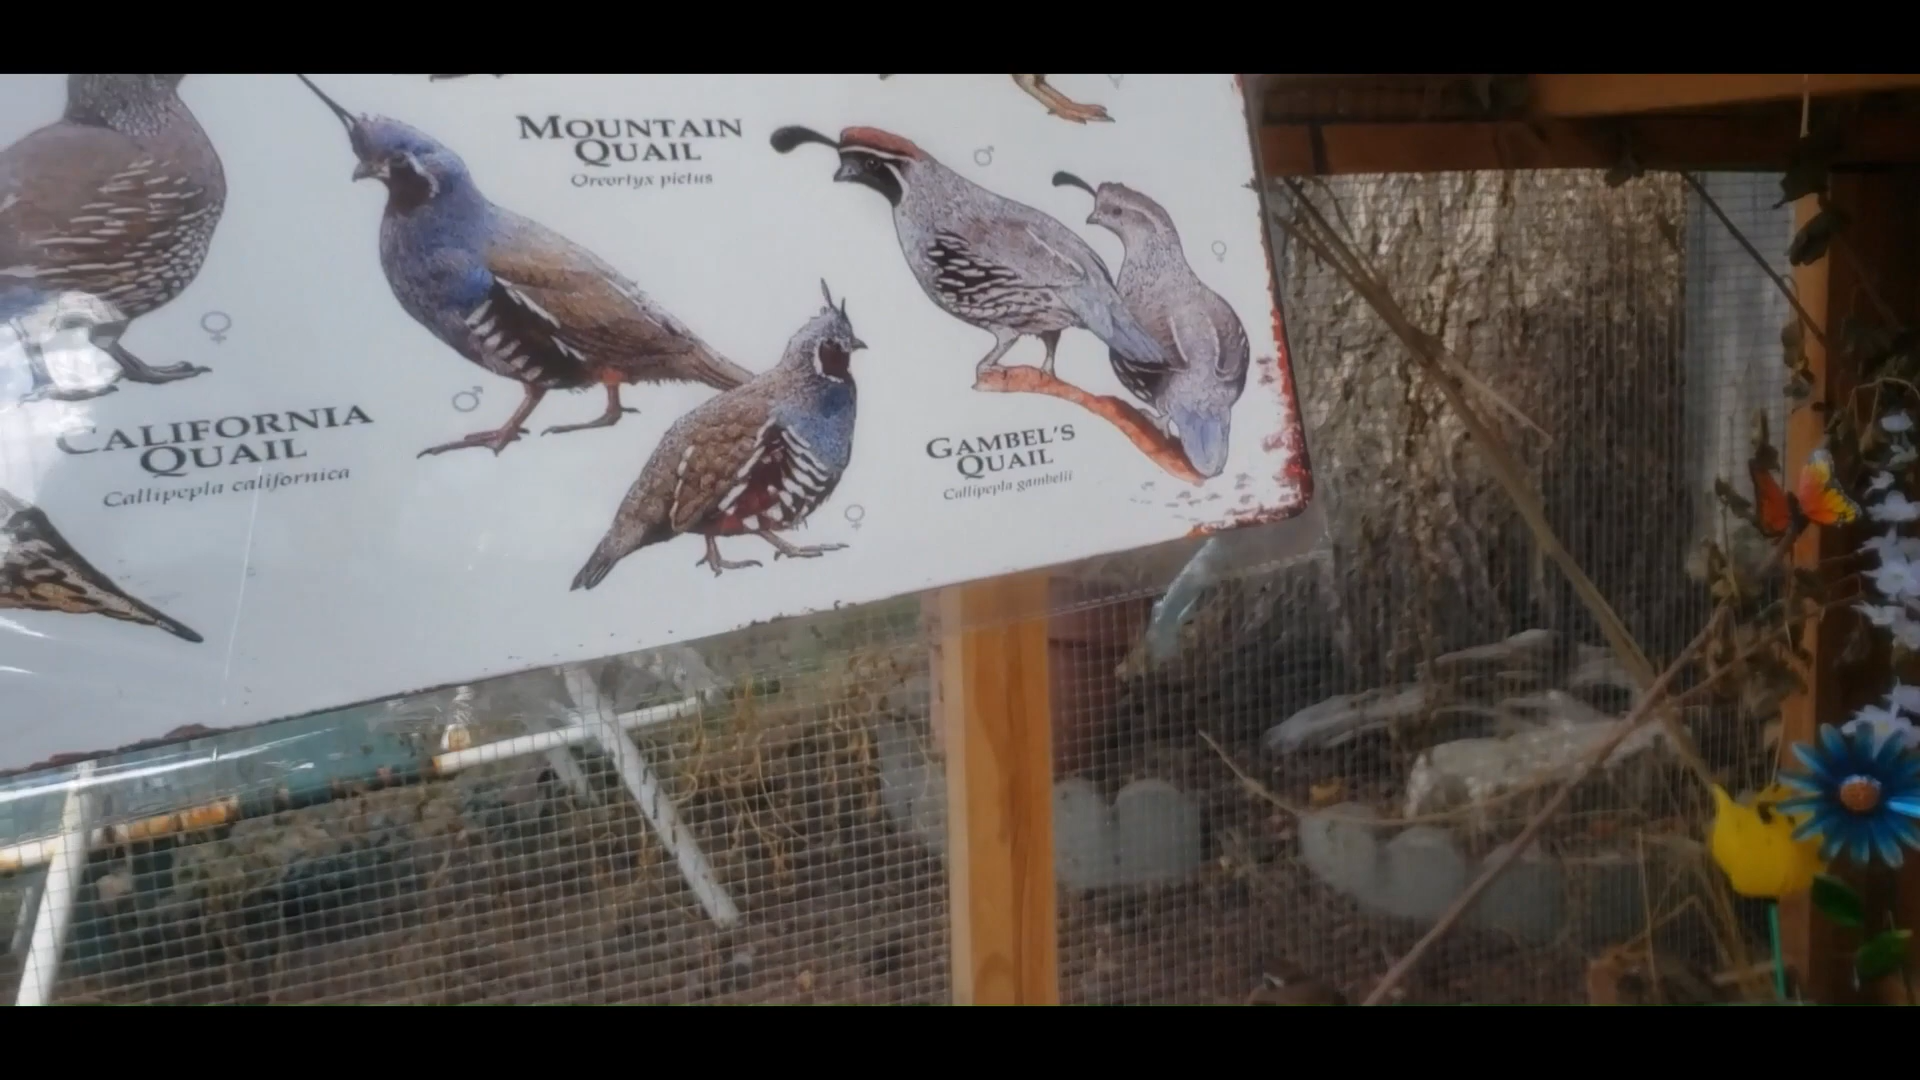 MOUNTAIN
QUAIL
Oreortyx pictus
CALIFORNIA
QUAIL
Callipepla californica
GAMBEL'S
QUAIL
Callipepla gambelii